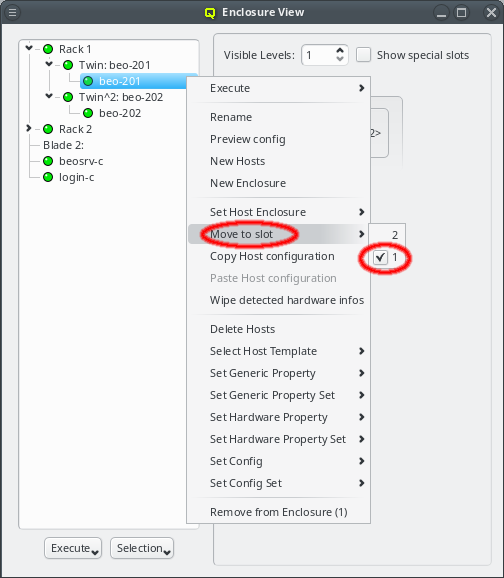 Enclosure View
Rack 1
Twin: beo-201
beo-201
Twin^2: beo-202
beo-202
Rack 2
Blade 2:
beosrv-c
login-c
Visible Levels: 1 Show special slots
2>
Execute
Rename
Preview config
New Hosts
New Enclosure
Set Host Enclosure
Move to slot
2
1
Copy Host configuration
Paste Host configuration
Wipe detected hardware infos
Delete Hosts
Select Host Template
Set Generic Property
Set Generic Property Set
Set Hardware Property
Set Hardware Property Set
Set Config
Set Config Set
Remove from Enclosure (1)
Execute Selection